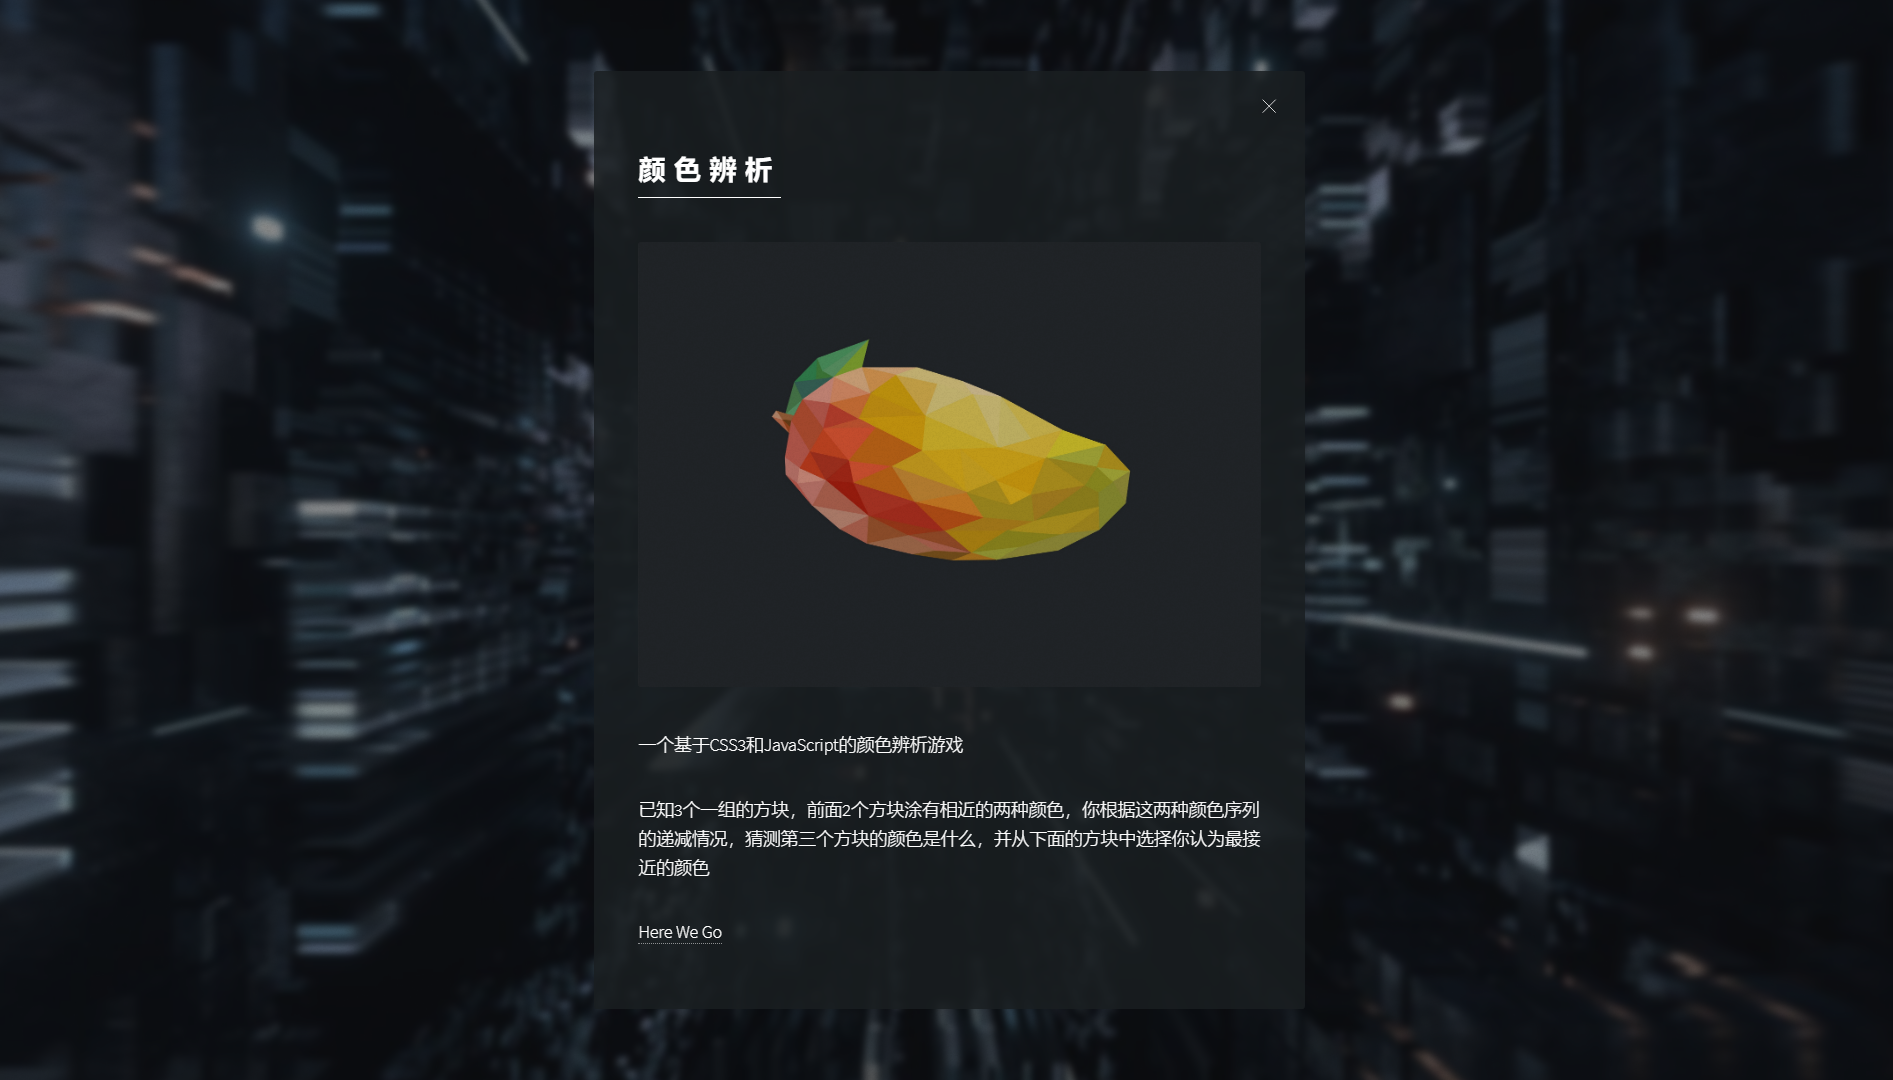 颜色辨析
一个基于CSS3和JavaScript的颜色辨析游戏
已知3个一组的方块，前面2个方块涂有相近的两种颜色，你根据这两种颜色序列
的递减情况，猜测第三个方块的颜色是什么，并从下面的方块中选择你认为最接
近的颜色
Here We Go